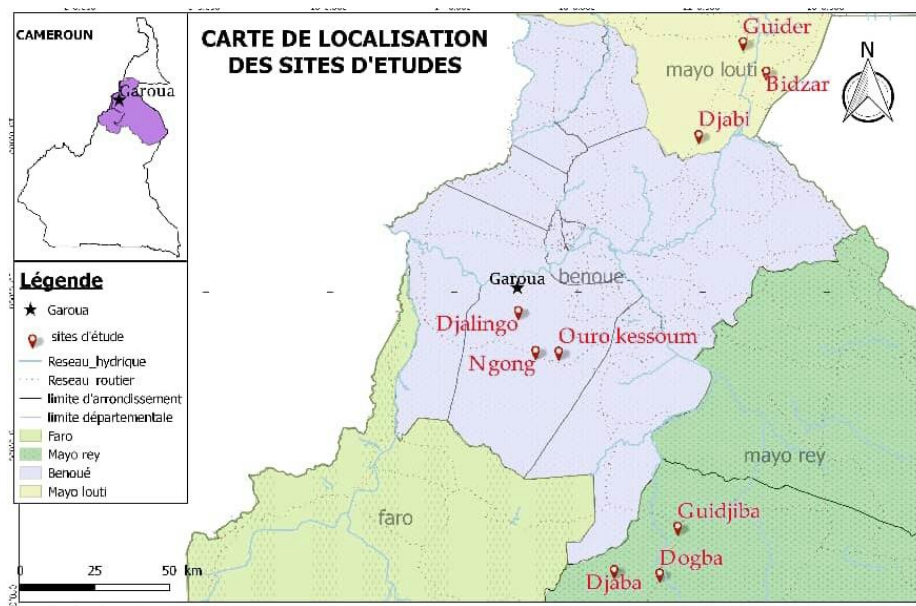 CAMEROUN
Garoua
CARTE DE LOCALISATION
DES SITES D'ETUDES
N
Guider
mayo louti
Bidzar
Djabi
Garoua
benoue
Djalingo
Ouro kessoum
Ngong
mayo rey
faro
Guidjiba
Dogba
Djaba
Légende
Garoua
sites d'étude
Reseau_hydrique
Reseau routier
limite d'arrondissement
limite départementale
Faro
Mayo rey
Benoué
Mayo louti
0 25 50 km